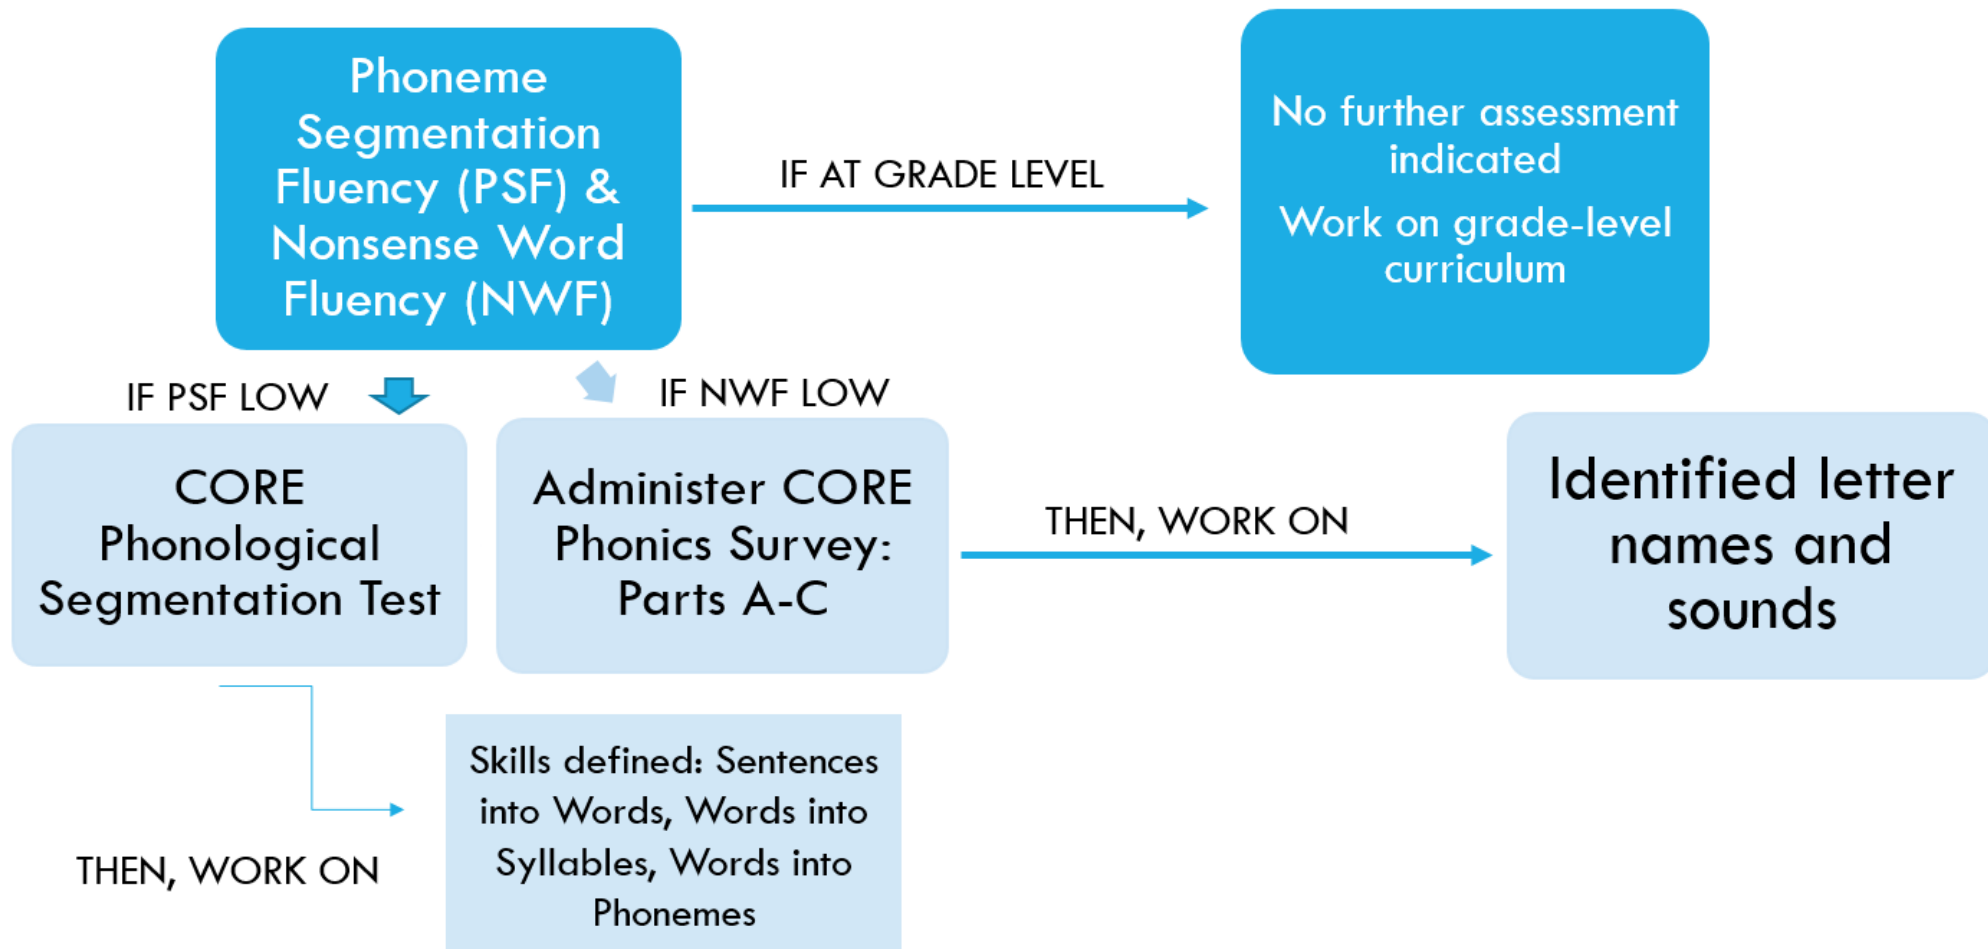 Phoneme
Segmentation
Fluency (PSF) &
Nonsense Word
Fluency (NWF)
IF AT GRADE LEVEL
No further assessment
indicated
Work on grade-level
curriculum
IF PSF LOW
IF NWF LOW
CORE
Phonological
Segmentation Test
Administer CORE
Phonics Survey:
Parts A-C
THEN, WORK ON
Identified letter
names and
sounds
THEN, WORK ON
Skills defined: Sentences
into Words, Words into
Syllables, Words into
Phonemes